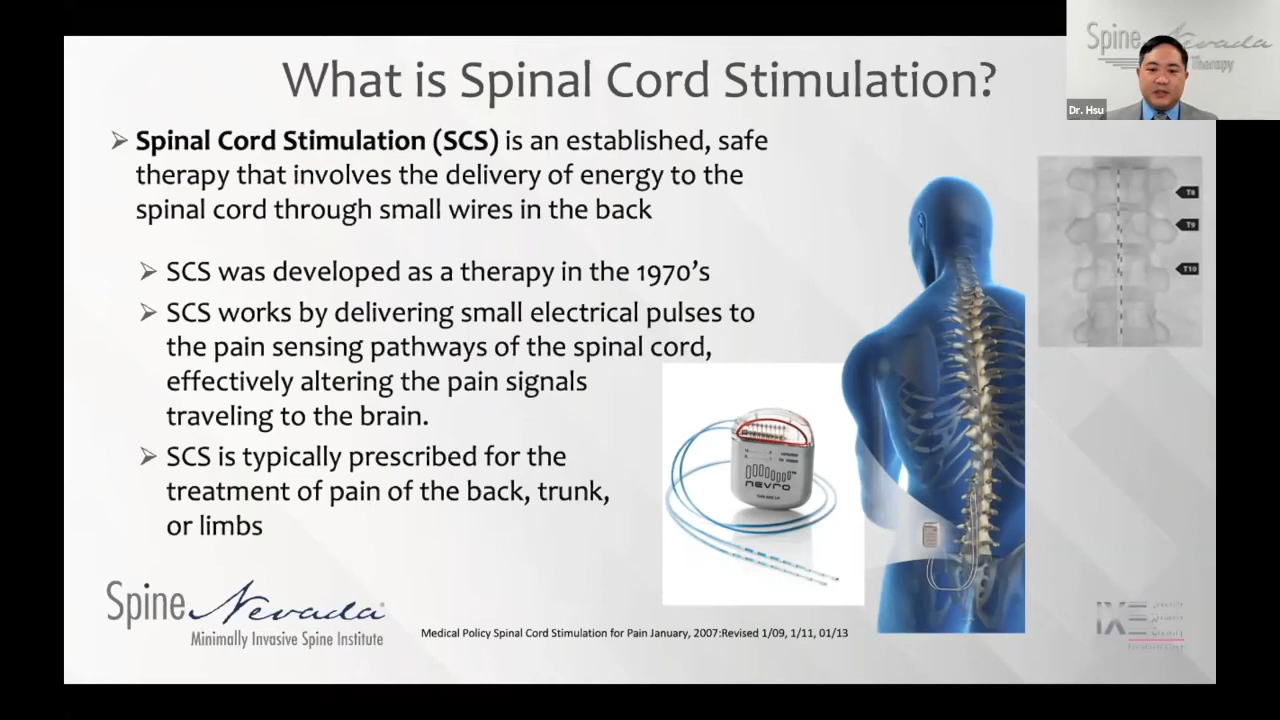 What is Spinal Cord Stimulation?
Spine Nevada
Therapy
Dr. Hsu
➢ Spinal Cord Stimulation (SCS) is an established, safe
therapy that involves the delivery of energy to the
spinal cord through small wires in the back
➢ SCS was developed as a therapy in the 1970's
➢ SCS works by delivering small electrical pulses to
the pain sensing pathways of the spinal cord,
effectively altering the pain signals
traveling to the brain.
➢ SCS is typically prescribed for the
treatment of pain of the back, trunk,
or limbs
T8
T9
T10
nevro
Spine Nevada
Minimally Invasive Spine Institute
Medical Policy Spinal Cord Stimulation for Pain January, 2007:Revised 1/09, 1/11, 01/13